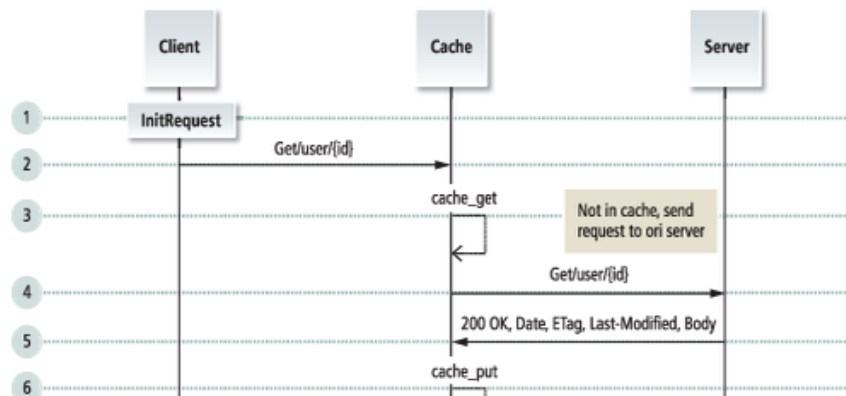 Client
Cache
Server
1
InitRequest
2
Get/user/{id}
3
cache_get
Not in cache, send
request to ori server
4
Get/user/{id}
5
200 OK, Date, ETag, Last-Modified, Body
6
cache_put